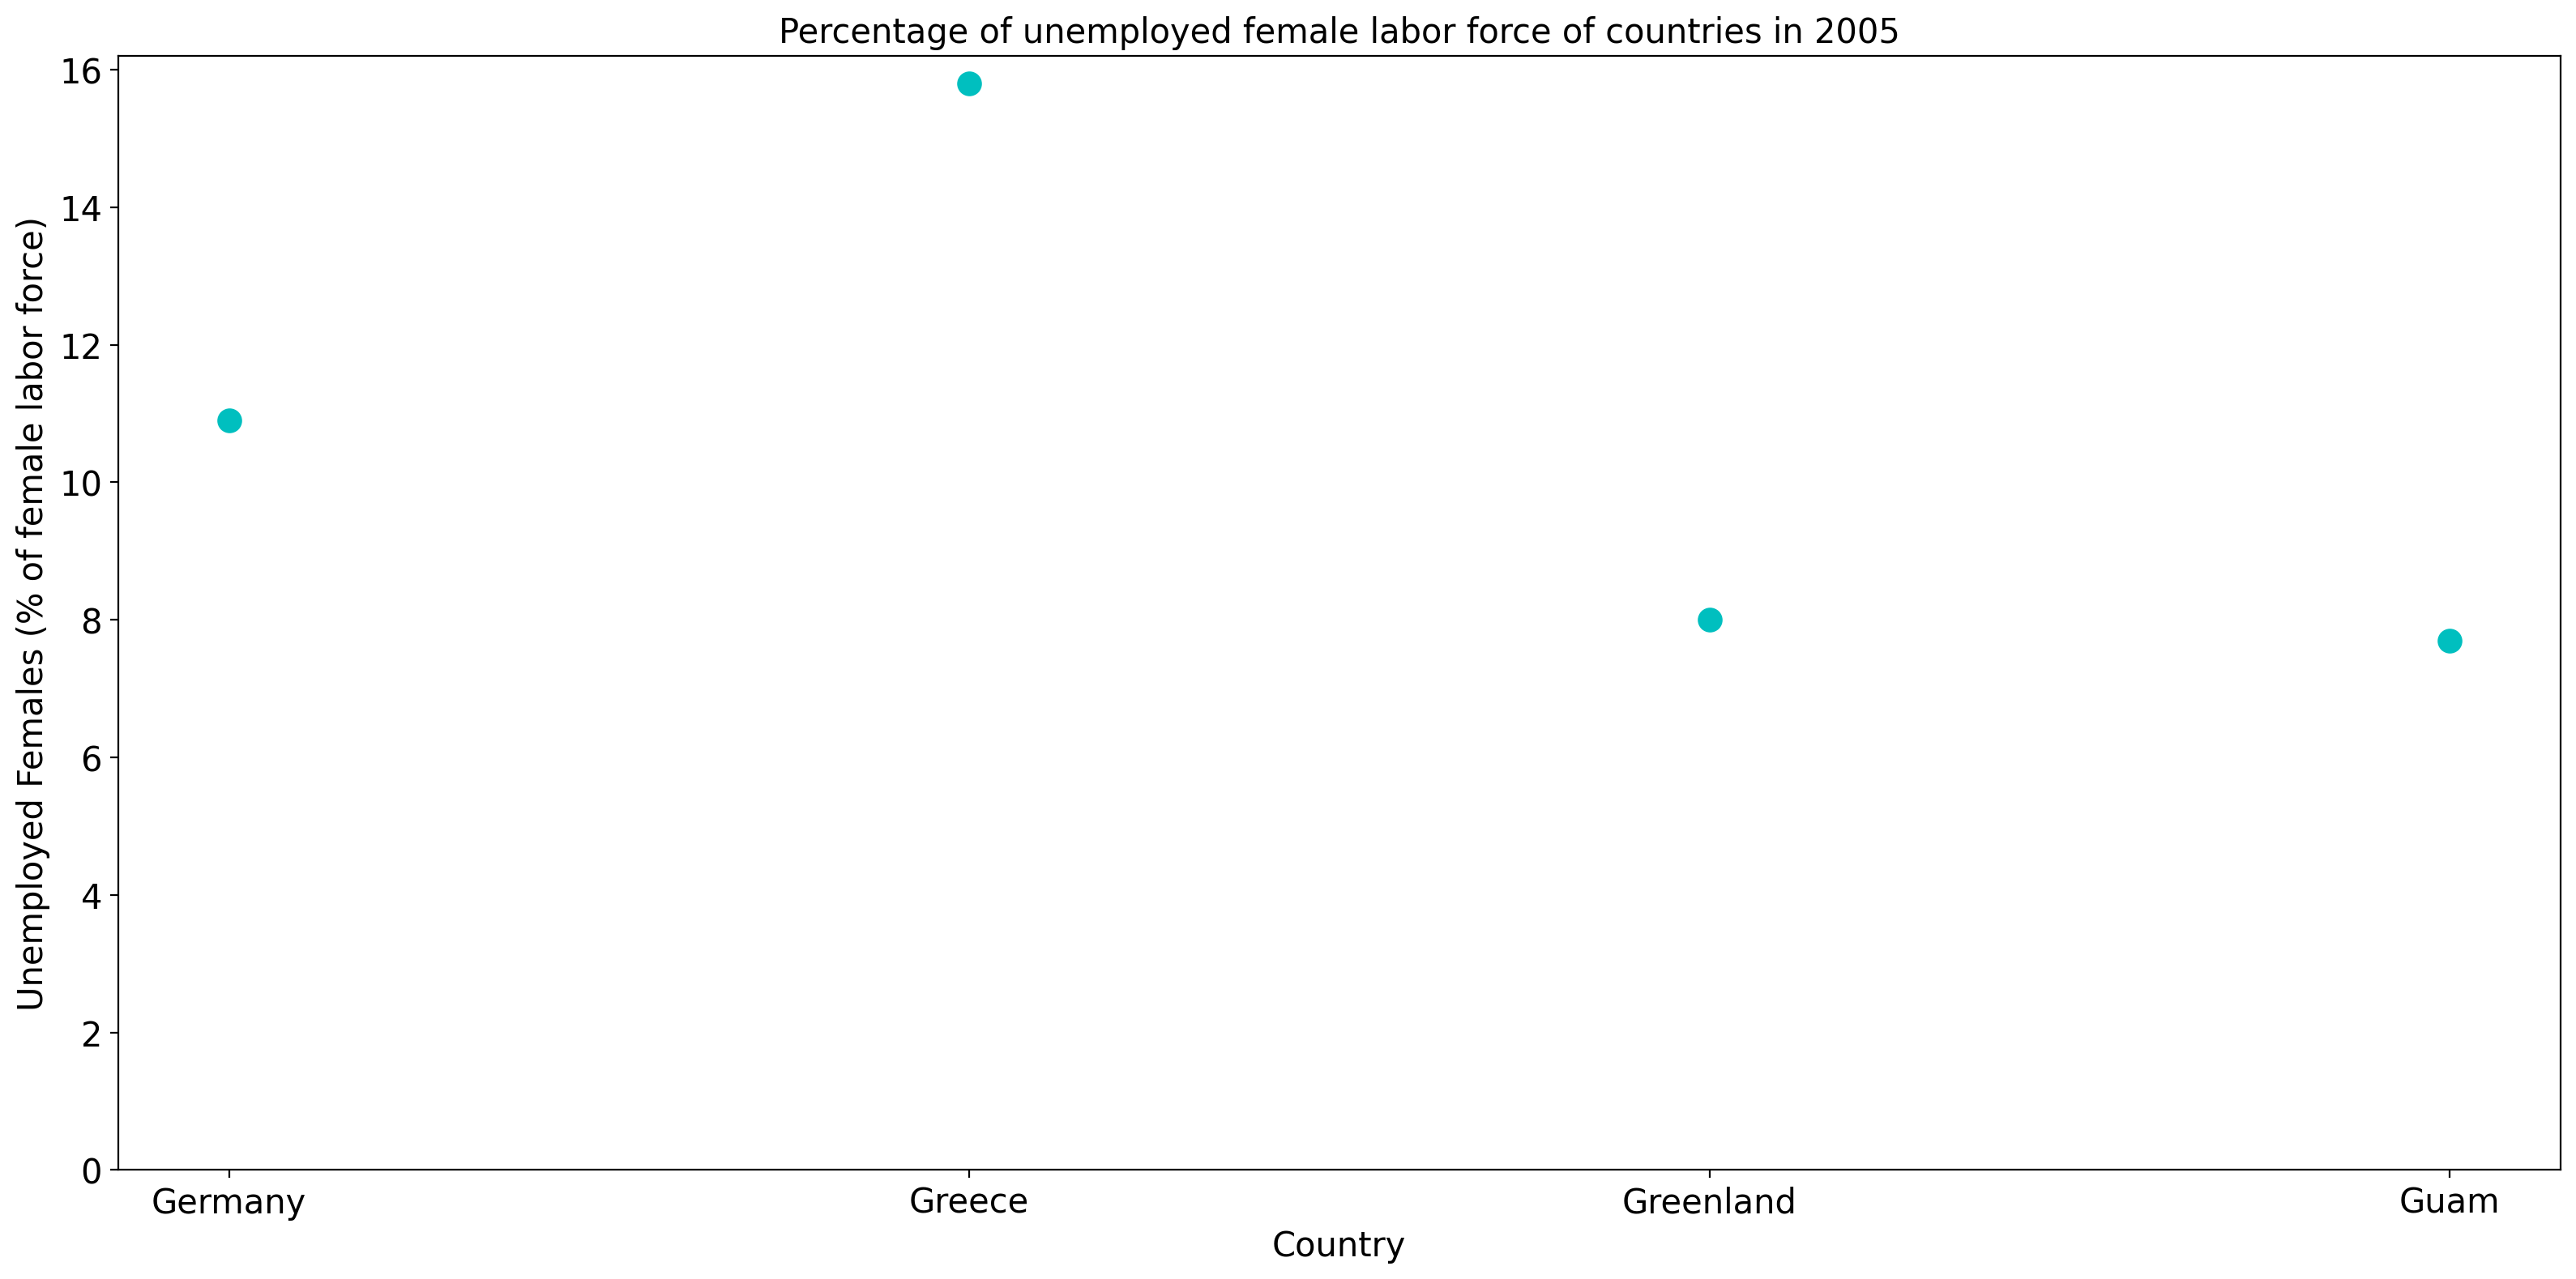 Percentage of unemployed female labor force of countries in 2005
Unemployed Females (% of female labor force)
16
14
12
10
8
6
4
2
0
Germany Greece Greenland Guam
Country